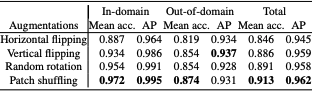 In-domain Out-of-domain Total
Augmentations Mean acc. AP Mean acc. AP Mean acc. AP
Horizontal flipping 0.887 0.964 0.819 0.934 0.846 0.945
Vertical flipping 0.934 0.986 0.854 0.937 0.886 0.959
Random rotation 0.954 0.991 0.854 0.928 0.891 0.958
Patch shuffling 0.972 0.995 0.874 0.931 0.913 0.962